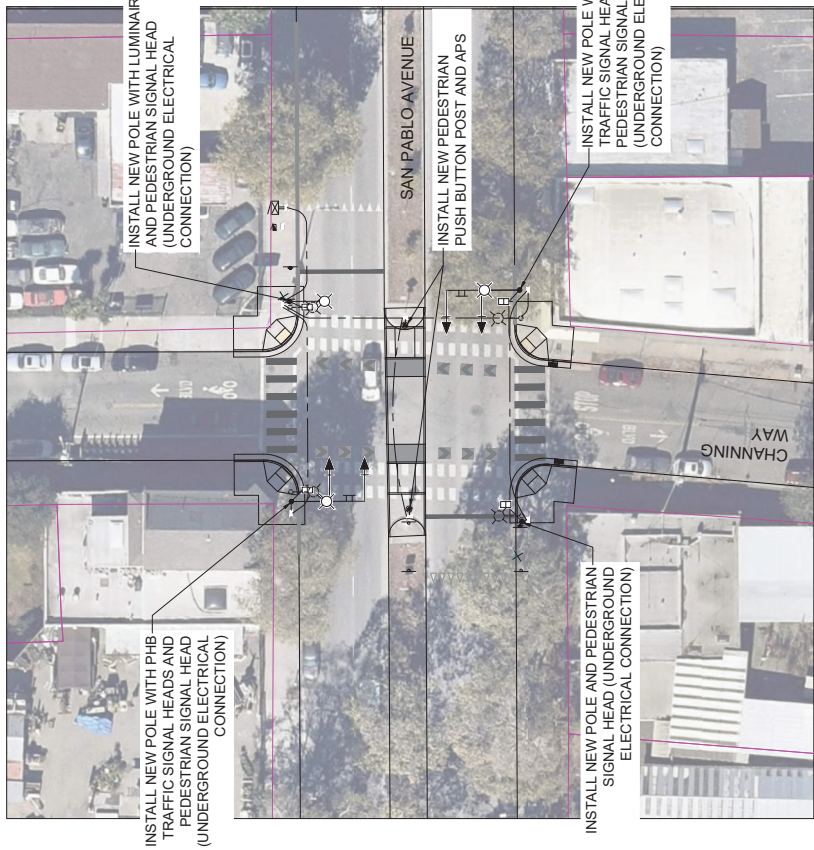 INSTALL NEW POLE WITH PHB
TRAFFIC SIGNAL HEADS AND
PEDESTRIAN SIGNAL HEAD
(UNDERGROUND ELECTRICAL
CONNECTION)
INSTALL NEW POLE WITH LUMINAIR
AND PEDESTRIAN SIGNAL HEAD
(UNDERGROUND ELECTRICAL
CONNECTION)
SAN PABLO AVENUE
INSTALL NEW PEDESTRIAN
PUSH BUTTON POST AND APS
INSTALL NEW POLE W
TRAFFIC SIGNAL HEA
PEDESTRIAN SIGNAL
(UNDERGROUND ELE
CONNECTION)
INSTALL NEW POLE AND PEDESTRIAN
SIGNAL HEAD (UNDERGROUND
ELECTRICAL CONNECTION)
CHANNING
WAY
BLVD
STOP
BLVD